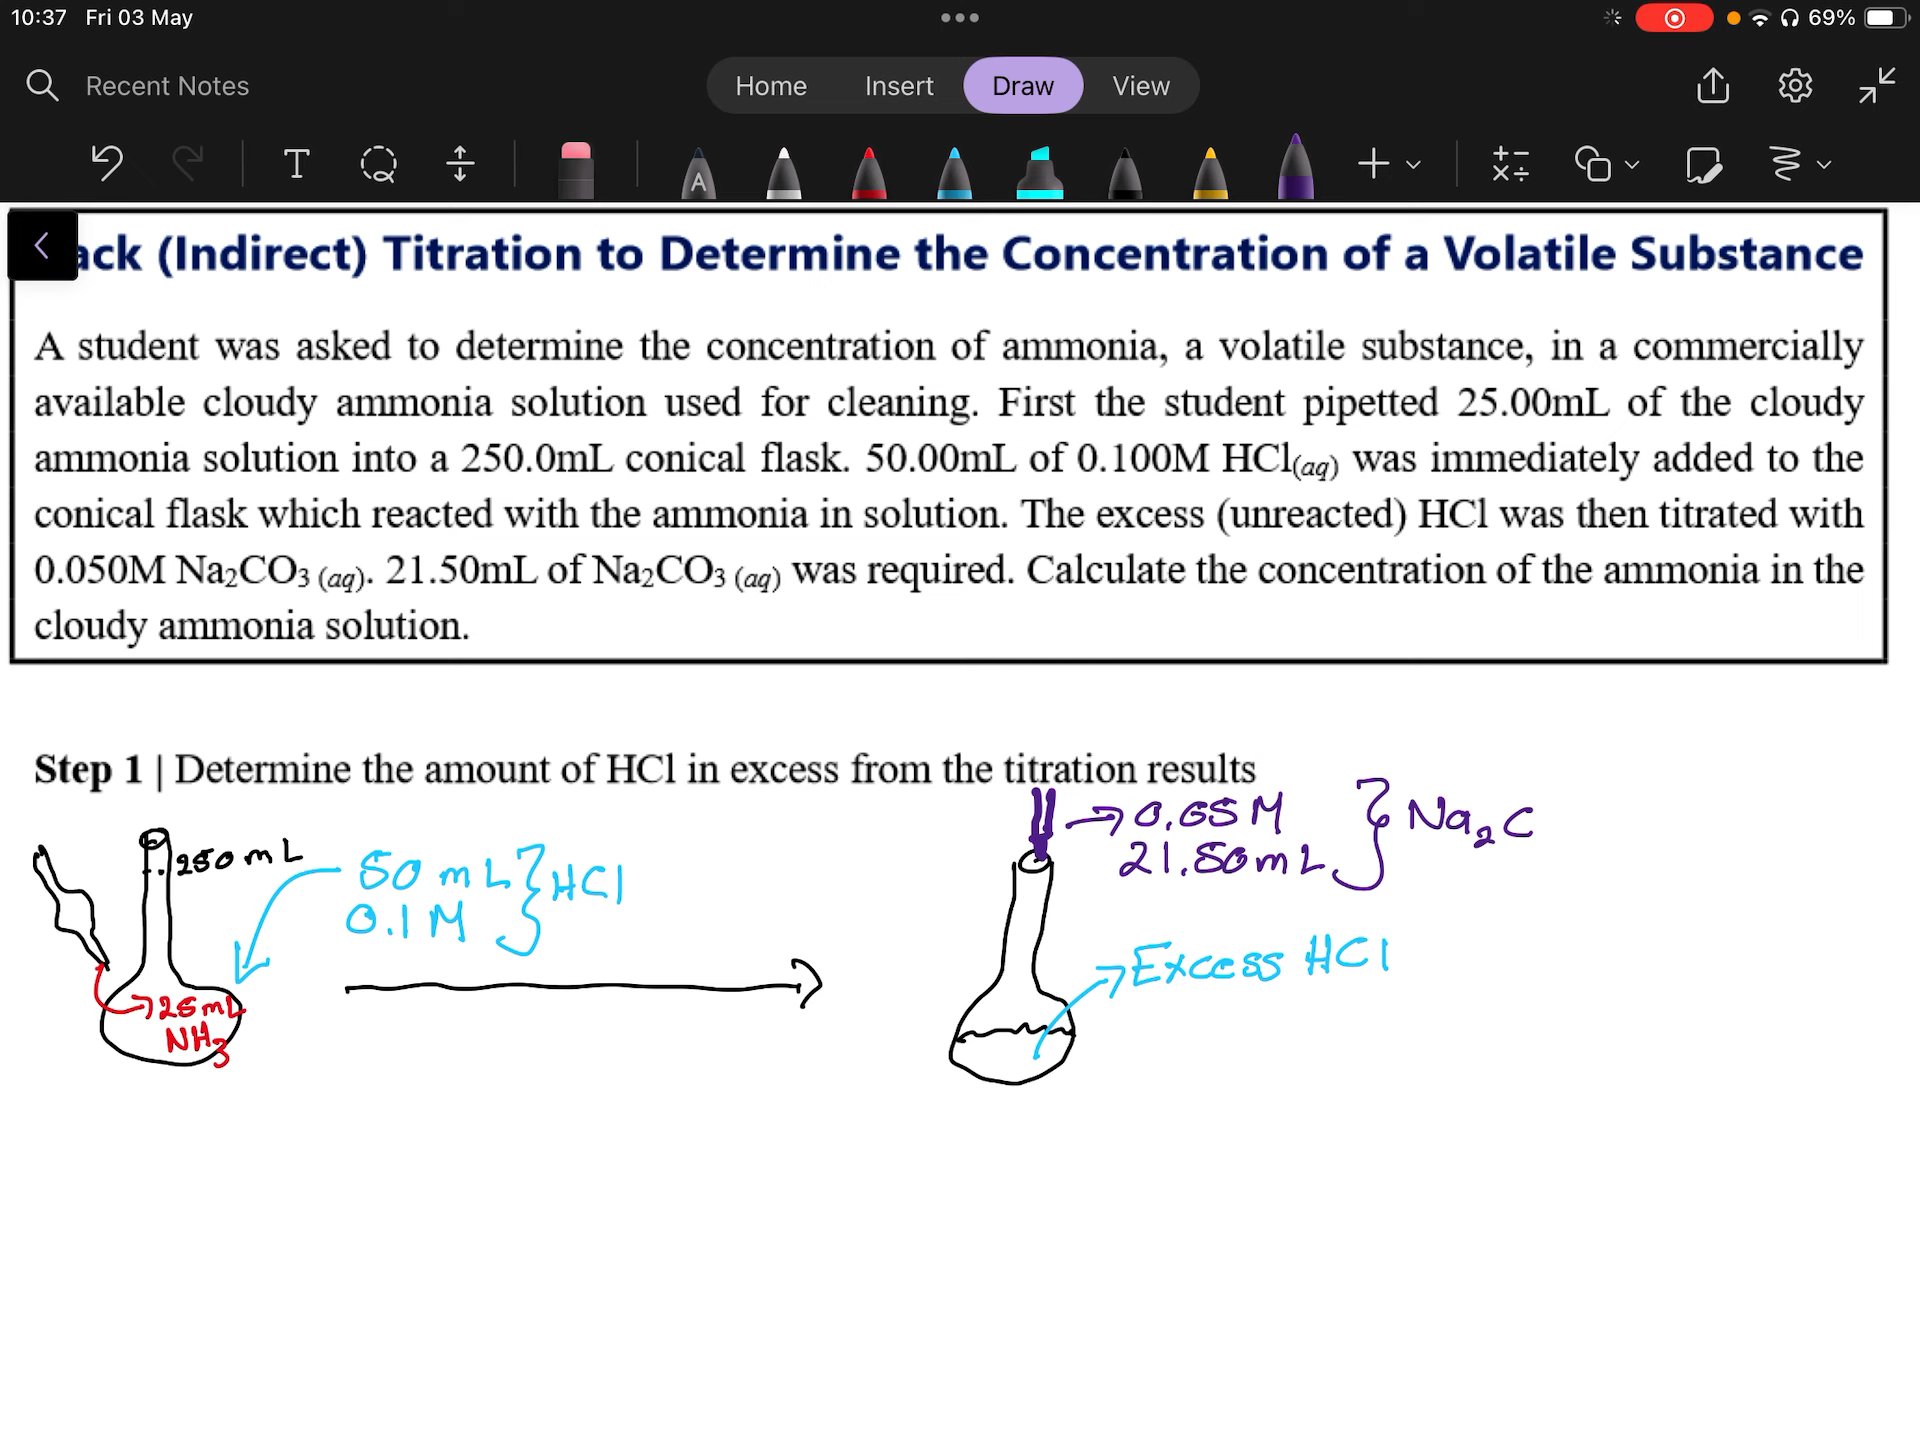 10:37 Fri 03 May
69%
Recent Notes
Home Insert Draw View
A
ack (Indirect) Titration to Determine the Concentration of a Volatile Substance
A student was asked to determine the concentration of ammonia, a volatile substance, in a commercially
available cloudy ammonia solution used for cleaning. First the student pipetted 25.00mL of the cloudy
ammonia solution into a 250.0mL conical flask. 50.00mL of 0.100M HCl(aq) was immediately added to the
conical flask which reacted with the ammonia in solution. The excess (unreacted) HCl was then titrated with
0.050M Na₂CO₃ (aq). 21.50mL of Na₂CO₃ (aq) was required. Calculate the concentration of the ammonia in the
cloudy ammonia solution.
Step 1 | Determine the amount of HCl in excess from the titration results
250 mL
50 mL } HCl
0.1 M
25 mL
NH₃
0.05 M } Na₂C
21.50 mL
Excess HCl